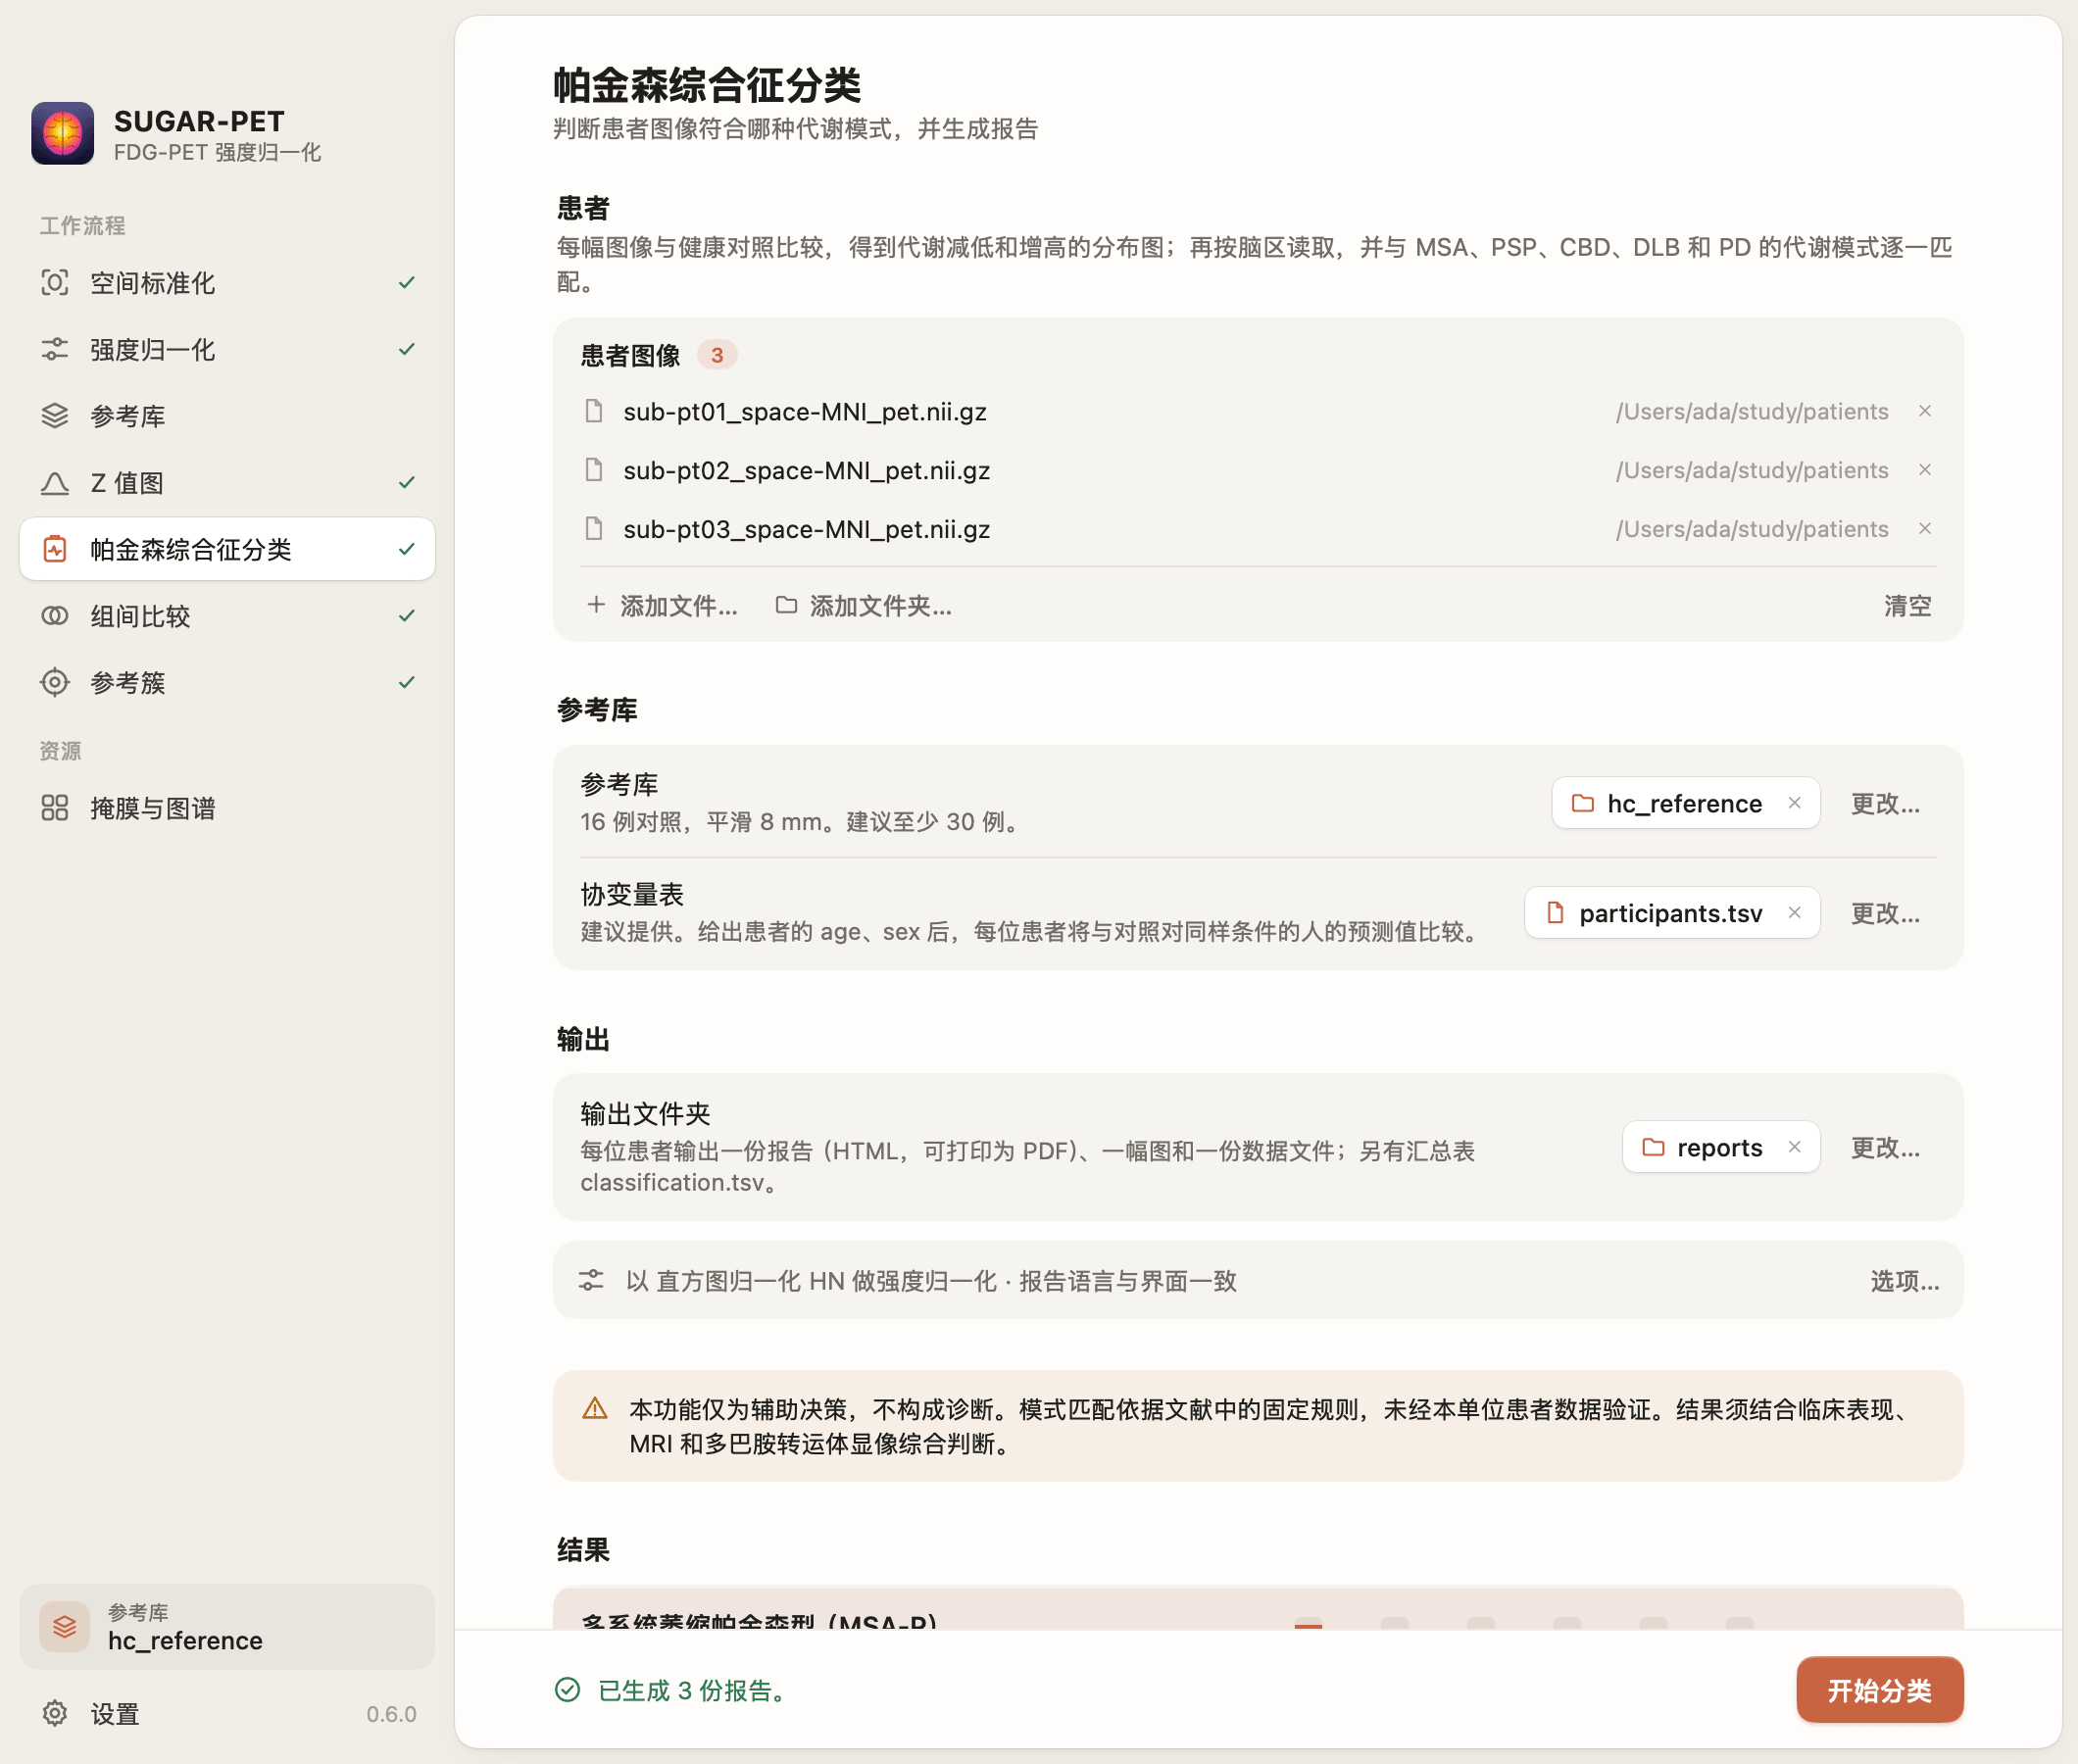 SUGAR-PET
FDG-PET 强度归一化
工作流程
空间标准化
强度归一化
参考库
Z 值图
帕金森综合征分类
组间比较
参考簇
资源
掩膜与图谱
参考库
hc_reference
设置
0.6.0
帕金森综合征分类
判断患者图像符合哪种代谢模式，并生成报告
患者
每幅图像与健康对照比较，得到代谢减低和增高的分布图；再按脑区读取，并与 MSA、PSP、CBD、DLB 和 PD 的代谢模式逐一匹
配。
患者图像 3
sub-pt01_space-MNI_pet.nii.gz /Users/ada/study/patients
sub-pt02_space-MNI_pet.nii.gz /Users/ada/study/patients
sub-pt03_space-MNI_pet.nii.gz /Users/ada/study/patients
添加文件... 添加文件夹... 清空
参考库
参考库
16 例对照，平滑 8 mm。建议至少 30 例。
hc_reference 更改...
协变量表
建议提供。给出患者的 age、sex 后，每位患者将与对照对同样条件的人的预测值比较。
participants.tsv 更改...
输出
输出文件夹
每位患者输出一份报告（HTML，可打印为 PDF）、一幅图和一份数据文件；另有汇总表
classification.tsv。
reports 更改...
以 直方图归一化 HN 做强度归一化 · 报告语言与界面一致 选项...
本功能仅为辅助决策，不构成诊断。模式匹配依据文献中的固定规则，未经本单位患者数据验证。结果须结合临床表现、
MRI 和多巴胺转运体显像综合判断。
结果
多系统萎缩帕金森型（MSA-P）
已生成 3 份报告。
开始分类